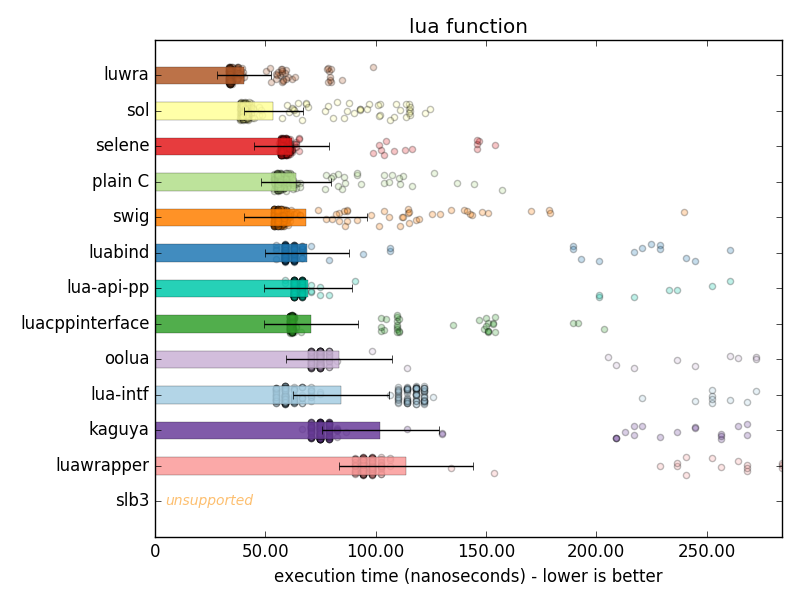 lua function
luwra
sol
selene
plain C
swig
luabind
lua-api-pp
luacppinterface
oolua
lua-intf
kaguya
luawrapper
slb3
unsupported
0 50.00 100.00 150.00 200.00 250.00
execution time (nanoseconds) - lower is better